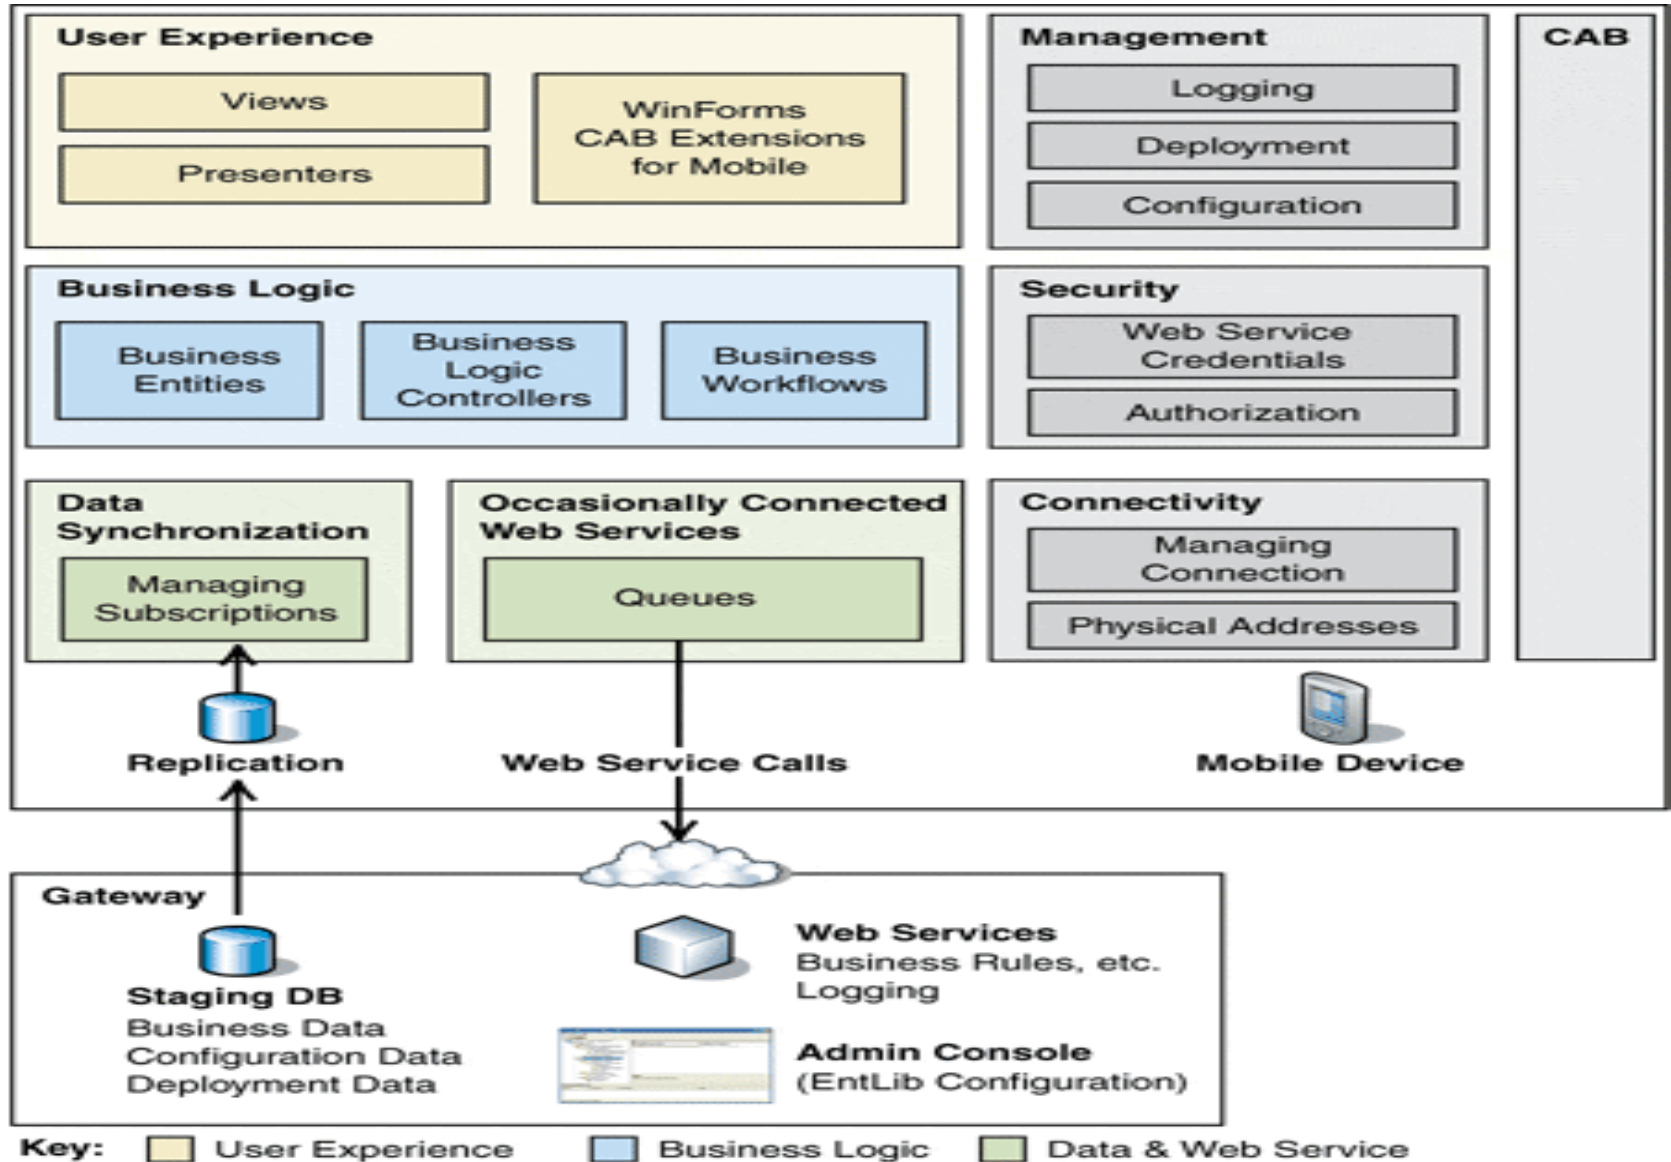 User Experience
Views
Presenters
WinForms
CAB Extensions
for Mobile
Management
Logging
Deployment
Configuration
CAB
Business Logic
Business
Entities
Business
Logic
Controllers
Business
Workflows
Security
Web Service
Credentials
Authorization
Data
Synchronization
Managing
Subscriptions
Occasionally Connected
Web Services
Queues
Connectivity
Managing
Connection
Physical Addresses
Replication
Web Service Calls
Mobile Device
Gateway
Staging DB
Business Data
Configuration Data
Deployment Data
Web Services
Business Rules, etc.
Logging
Admin Console
(EntLib Configuration)
Key:
User Experience
Business Logic
Data & Web Service